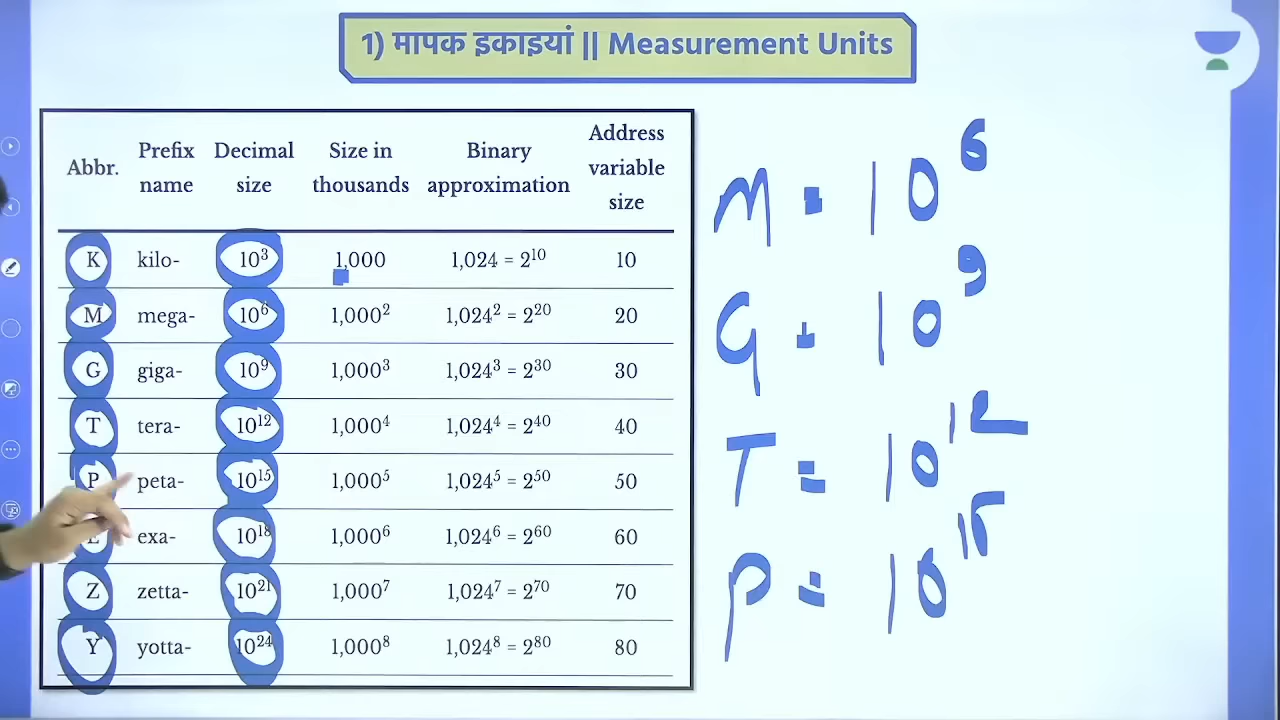 1) मापक इकाइयां || Measurement Units
Abbr. Prefix name Decimal size Size in thousands Binary approximation Address variable size
K kilo- 10³ 1,000 1,024 = 2¹⁰ 10
M mega- 10⁶ 1,000² 1,024² = 2²⁰ 20
G giga- 10⁹ 1,000³ 1,024³ = 2³⁰ 30
T tera- 10¹² 1,000⁴ 1,024⁴ = 2⁴⁰ 40
P peta- 10¹⁵ 1,000⁵ 1,024⁵ = 2⁵⁰ 50
E exa- 10¹⁸ 1,000⁶ 1,024⁶ = 2⁶⁰ 60
Z zetta- 10²¹ 1,000⁷ 1,024⁷ = 2⁷⁰ 70
Y yotta- 10²⁴ 1,000⁸ 1,024⁸ = 2⁸⁰ 80
M = 10⁶
G = 10⁹
T = 10¹²
P = 10¹⁵